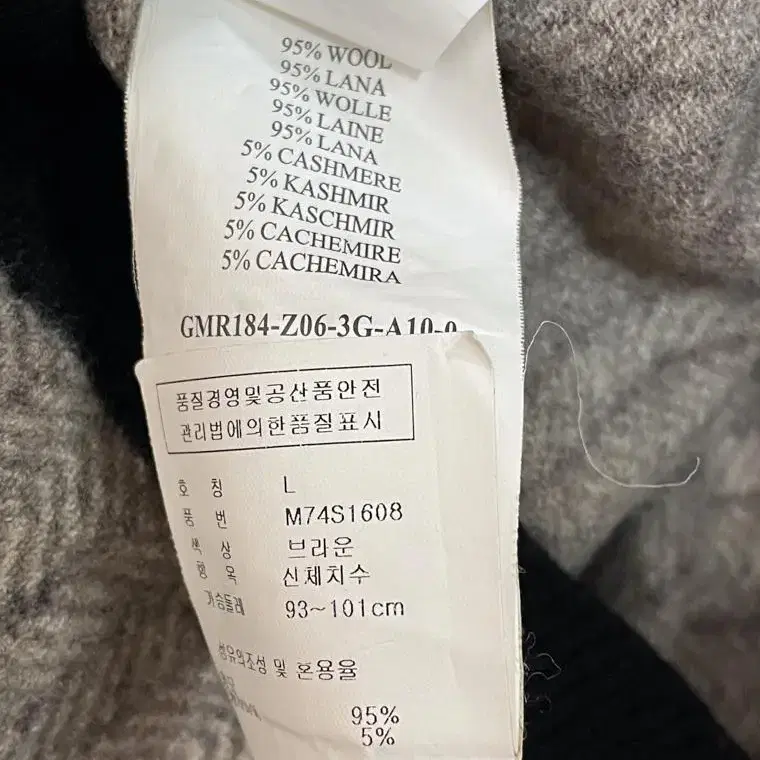 95% WOOL
95% LANA
95% WOLLE
95% LAINE
95% LANA
5% CASHMERE
5% KASHMIR
5% KASCHMIR
5% CACHEMIRE
5% CACHEMIRA
GMR184-Z06-3G-A10-0
품질경영및공산품안전
관리법에의한품질표시
호 칭 L
품 번 M74S1608
색 상 브라운
항 목 신체치수
가슴둘레 93~101cm
섬유의조성 및 혼용율
95%
5%